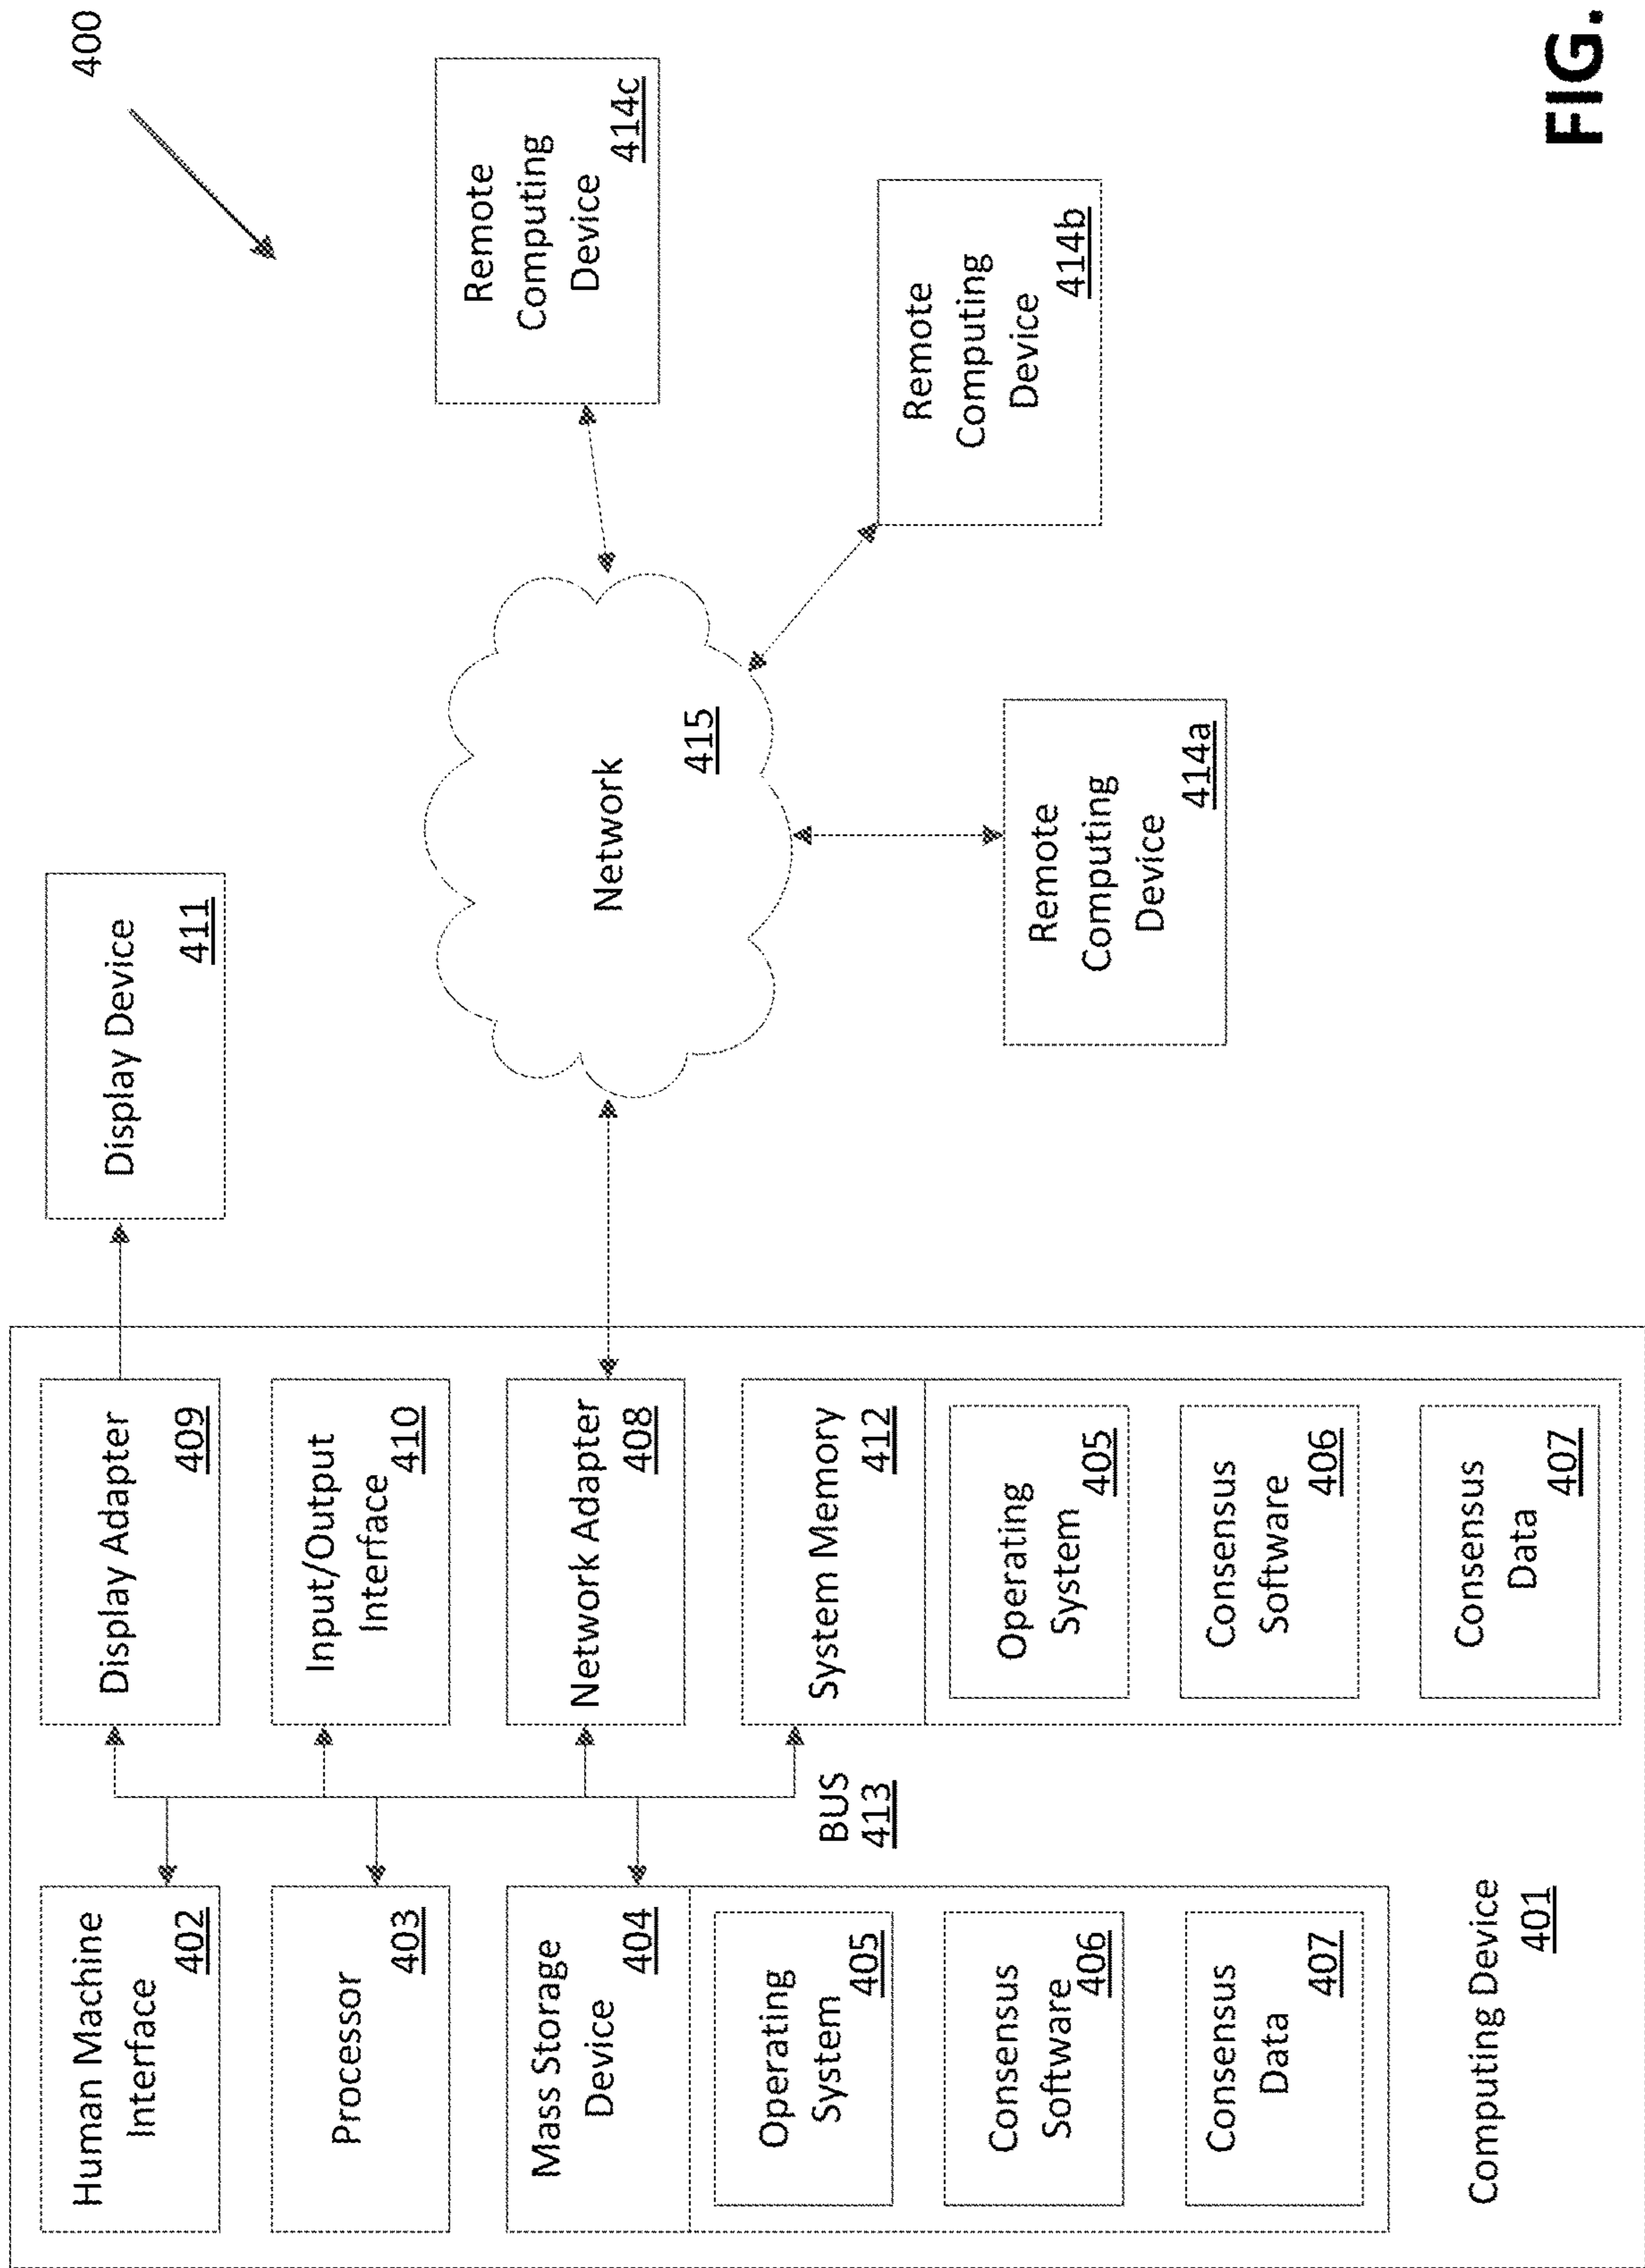 400
Human Machine
Interface
402
Processor
403
Mass Storage
Device
404
Operating
System
405
Consensus
Software
406
Consensus
Data
407
Computing Device
401
BUS
413
Display Adapter
409
Input/Output
Interface
410
Network Adapter
408
System Memory
412
Operating
System
405
Consensus
Software
406
Consensus
Data
407
Display Device
411
Network
415
Remote
Computing
Device
414a
Remote
Computing
Device
414b
Remote
Computing
Device
414c
FIG.